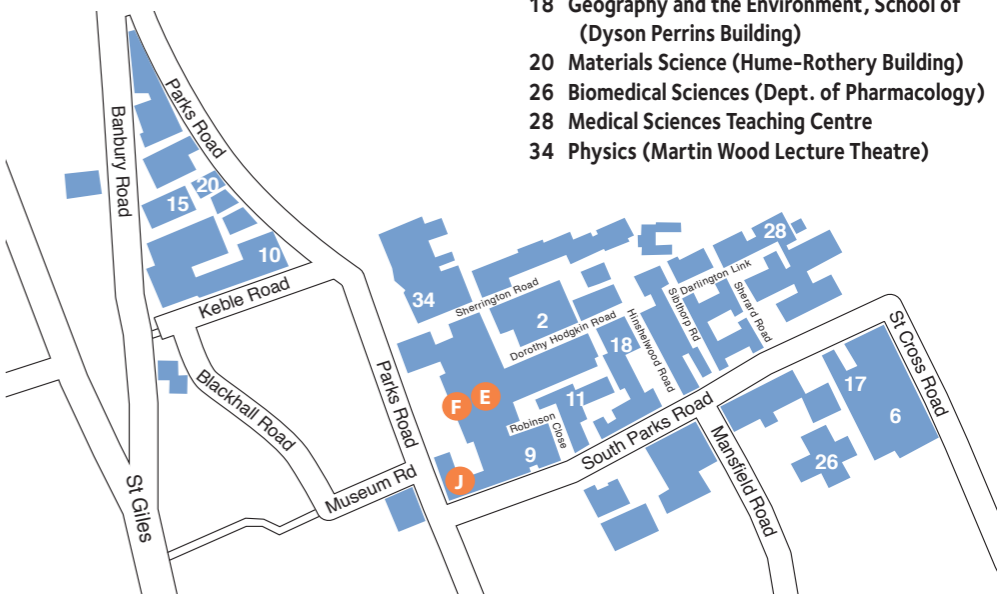 18 Geography and the Environment, School of
(Dyson Perrins Building)
20 Materials Science (Hume-Rothery Building)
26 Biomedical Sciences (Dept. of Pharmacology)
28 Medical Sciences Teaching Centre
34 Physics (Martin Wood Lecture Theatre)
Parks Road
Banbury Road
20
15
10
Keble Road
28
Darlington Link
34
Sherrington Road
Sibthorp Rd
Sherard Road
2
Dorothy Hodgkin Road
Hinshelwood Road
18
St Cross Road
Blackhall Road
Parks Road
F
E
11
17
6
Robinson Close
9
South Parks Road
Mansfield Road
26
J
Museum Rd
St Giles